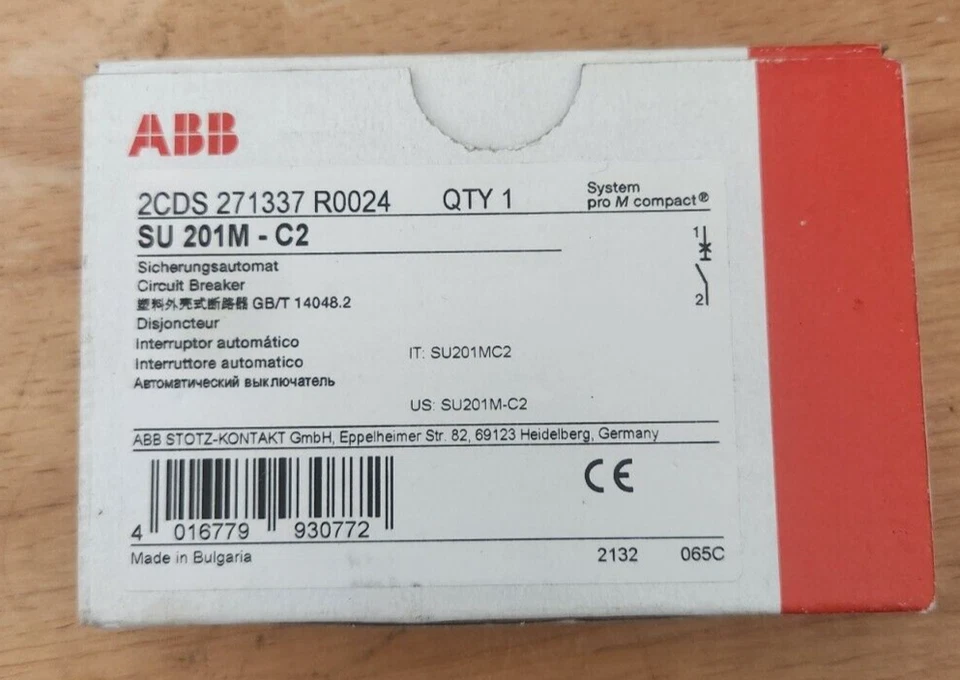 ABB
2CDS 271337 R0024 QTY 1
System
pro M compact®
SU 201M - C2
1
2
Sicherungsautomat
Circuit Breaker
塑料外壳式断路器 GB/T 14048.2
Disjoncteur
Interruptor automático
Interruttore automatico
Автоматический выключатель
IT: SU201MC2
US: SU201M-C2
ABB STOTZ-KONTAKT GmbH, Eppelheimer Str. 82, 69123 Heidelberg, Germany
CE
4 016779 930772
Made in Bulgaria 2132 065C